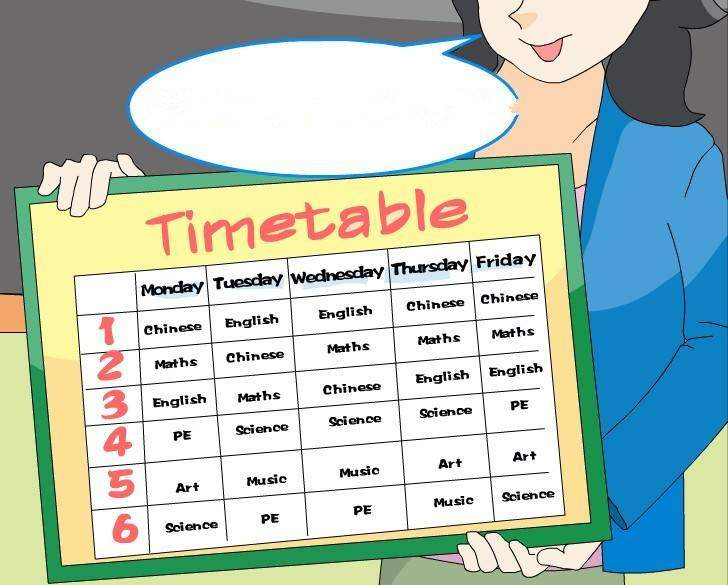 Timetable
Monday Tuesday Wednesday Thursday Friday
1 Chinese English English Chinese Chinese
2 Maths Chinese Maths Maths Maths
3 English Maths Chinese English English
4 PE Science Science Science PE
5 Art Music Music Art Art
6 Science PE PE Music Science